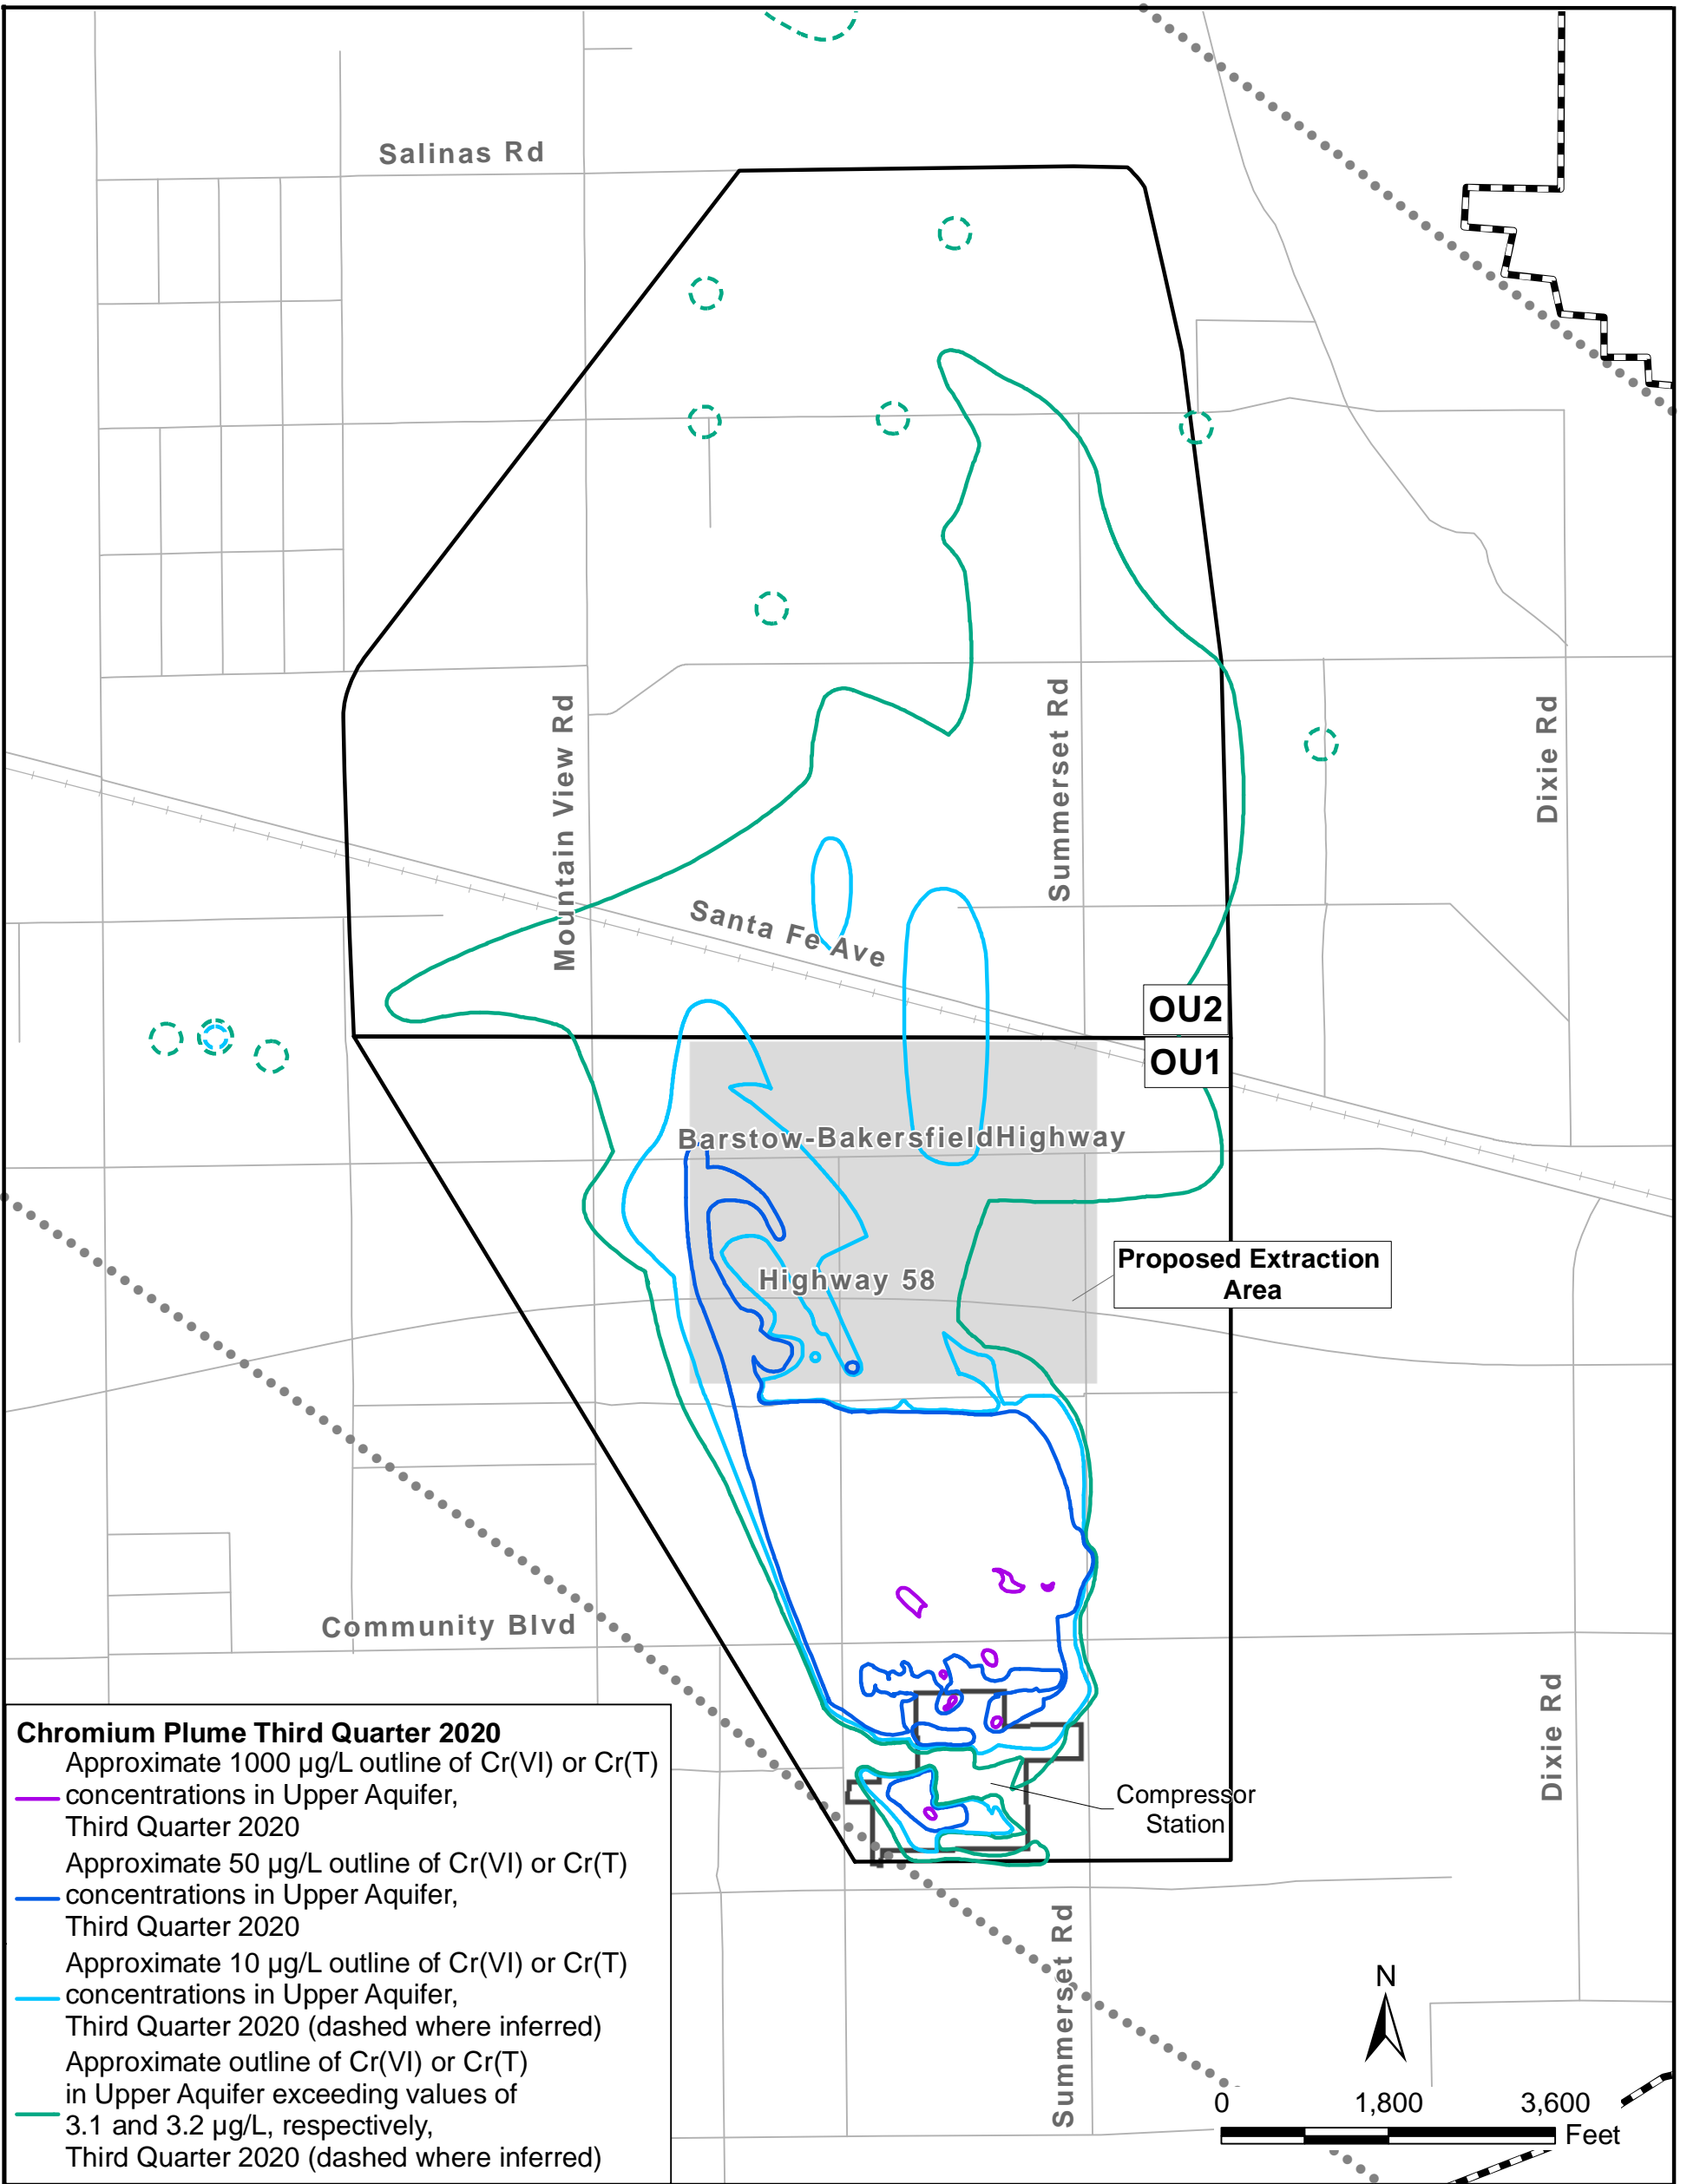 Salinas Rd
Mountain View Rd
Summerset Rd
Dixie Rd
Santa Fe Ave
OU2
OU1
Barstow-BakersfieldHighway
Proposed Extraction
Area
Highway 58
Community Blvd
Dixie Rd
Compressor
Station
Summerset Rd
Chromium Plume Third Quarter 2020
Approximate 1000 µg/L outline of Cr(VI) or Cr(T)
concentrations in Upper Aquifer,
Third Quarter 2020
Approximate 50 µg/L outline of Cr(VI) or Cr(T)
concentrations in Upper Aquifer,
Third Quarter 2020
Approximate 10 µg/L outline of Cr(VI) or Cr(T)
concentrations in Upper Aquifer,
Third Quarter 2020 (dashed where inferred)
Approximate outline of Cr(VI) or Cr(T)
in Upper Aquifer exceeding values of
3.1 and 3.2 µg/L, respectively,
Third Quarter 2020 (dashed where inferred)
N
0 1,800 3,600
Feet